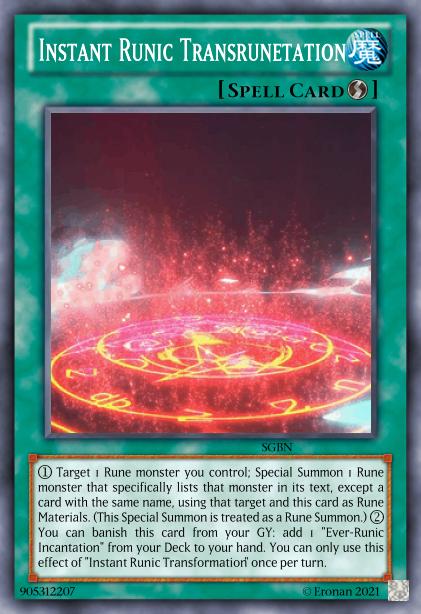 INSTANT RUNIC TRANSRUNETATION
SPELL
魔
[SPELL CARD]
SGBN
① Target 1 Rune monster you control; Special Summon 1 Rune
monster that specifically lists that monster in its text, except a
card with the same name, using that target and this card as Rune
Materials. (This Special Summon is treated as a Rune Summon.) ②
You can banish this card from your GY: add 1 "Ever-Runic
Incantation" from your Deck to your hand. You can only use this
effect of "Instant Runic Transformation" once per turn.
905312207
© Eronan 2021